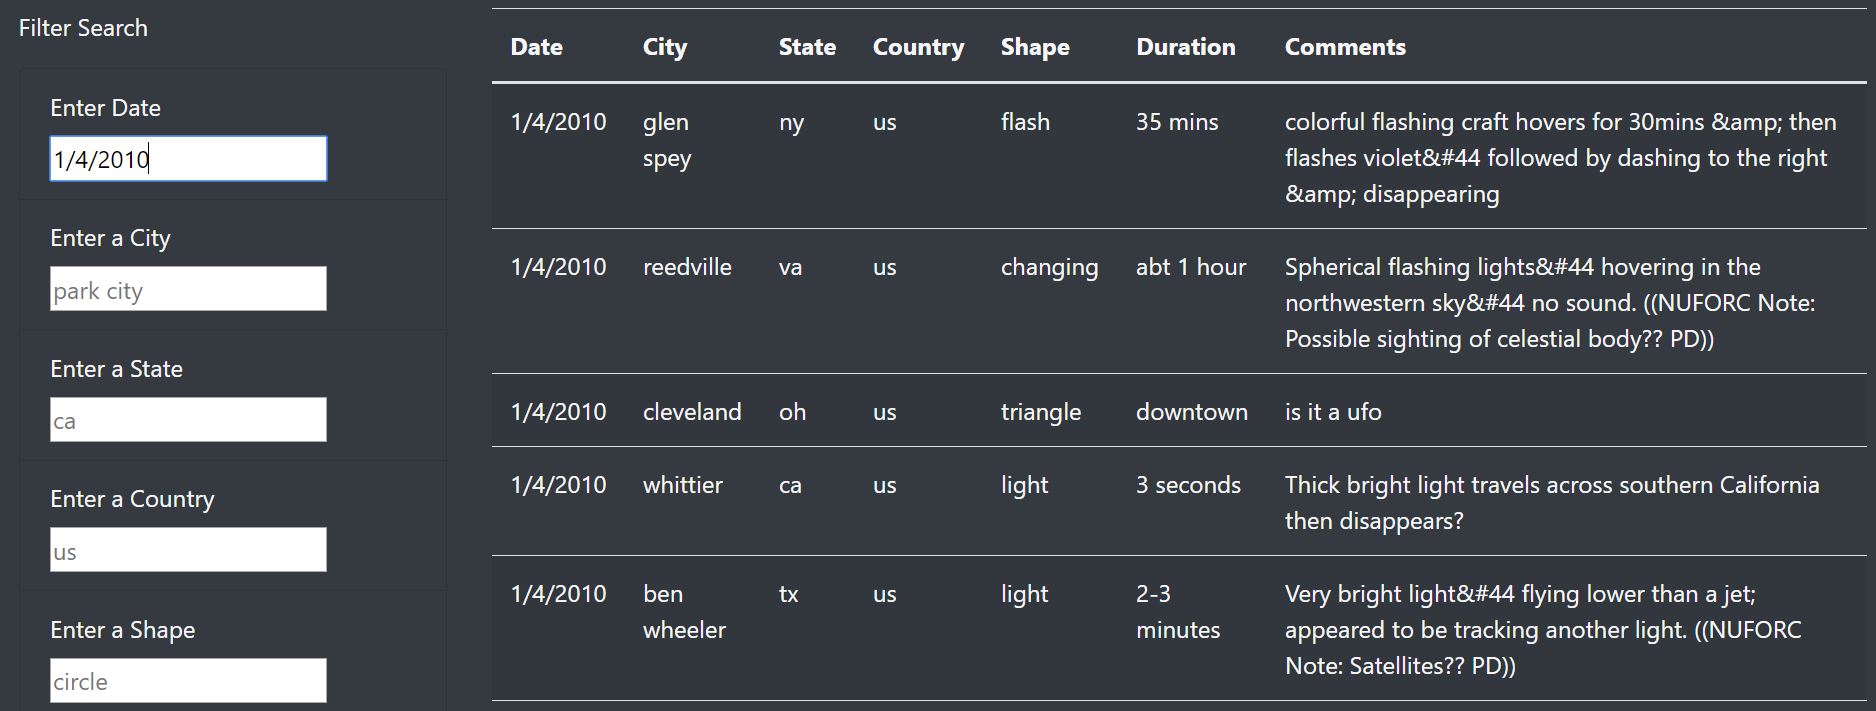 Filter Search
Enter Date
1/4/2010
Enter a City
park city
Enter a State
ca
Enter a Country
us
Enter a Shape
circle
Date City State Country Shape Duration Comments
1/4/2010 glen ny us flash 35 mins colorful flashing craft hovers for 30mins &amp; then
spey flashes violet&#44 followed by dashing to the right
&amp; disappearing
1/4/2010 reedville va us changing abt 1 hour Spherical flashing lights&#44 hovering in the
northwestern sky&#44 no sound. ((NUFORC Note:
Possible sighting of celestial body?? PD))
1/4/2010 cleveland oh us triangle downtown is it a ufo
1/4/2010 whittier ca us light 3 seconds Thick bright light travels across southern California
then disappears?
1/4/2010 ben tx us light 2-3 Very bright light&#44 flying lower than a jet;
wheeler minutes appeared to be tracking another light. ((NUFORC
Note: Satellites?? PD))